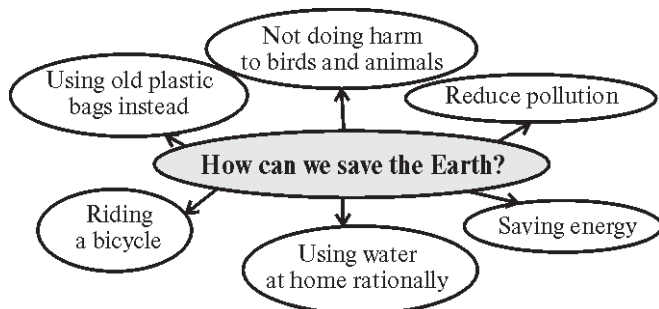 Not doing harm
to birds and animals
Using old plastic
bags instead
Reduce pollution
How can we save the Earth?
Riding
a bicycle
Saving energy
Using water
at home rationally